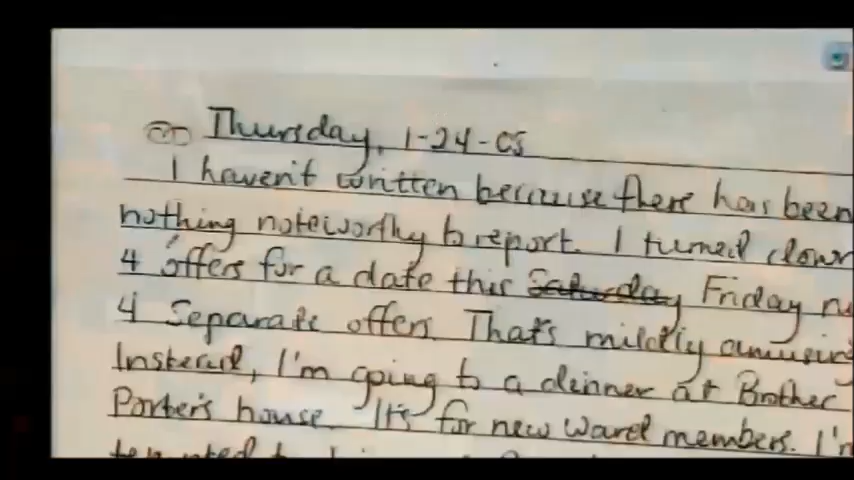 Thursday, 1-24-05
I haven't written because there has been
nothing noteworthy to report. I turned down
4 offers for a date this Saturday Friday
4 Separate offers. That's mildly amusing
Instead, I'm going to a dinner at Brother
Porter's house. It's for new ward members. I'm